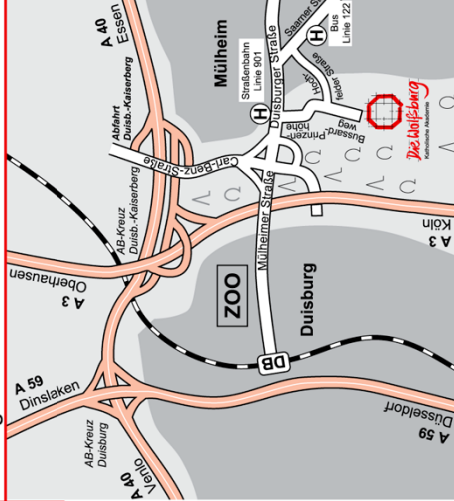 A 40
Essen
Mülheim
Straßenbahn
Linie 901
H
Saarner S
H
Bus
Linie 122
Duisburger Straße
Hoch-
felder Straße
Abfahrt
Duisb.-Kaiserberg
Carl-Benz-Straße
Prinzen-
höhe
Bussard-
weg
Die Wolfsburg
Katholische Akademie
AB-Kreuz
Duisb.-Kaiserberg
Mülheimer Straße
A 3
Köln
A 3
Oberhausen
ZOO
Duisburg
DB
A 59
Dinslaken
AB-Kreuz
Duisburg
A 40
Venlo
Düsseldorf
A 59